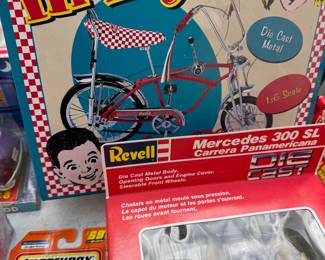 Die Cast
Metal
1:6 Scale
Revell
Mercedes 300 SL
Carrera Panamericana
DIE
CAST
Die Cast Metal Body.
Opening Doors and Engine Cover.
Steerable Front Wheels.
Chassis en métal moulé sous pression.
Le capot du moteur et les portes s'ouvrent.
Les roues avant tournent.
MATCHBOX
68